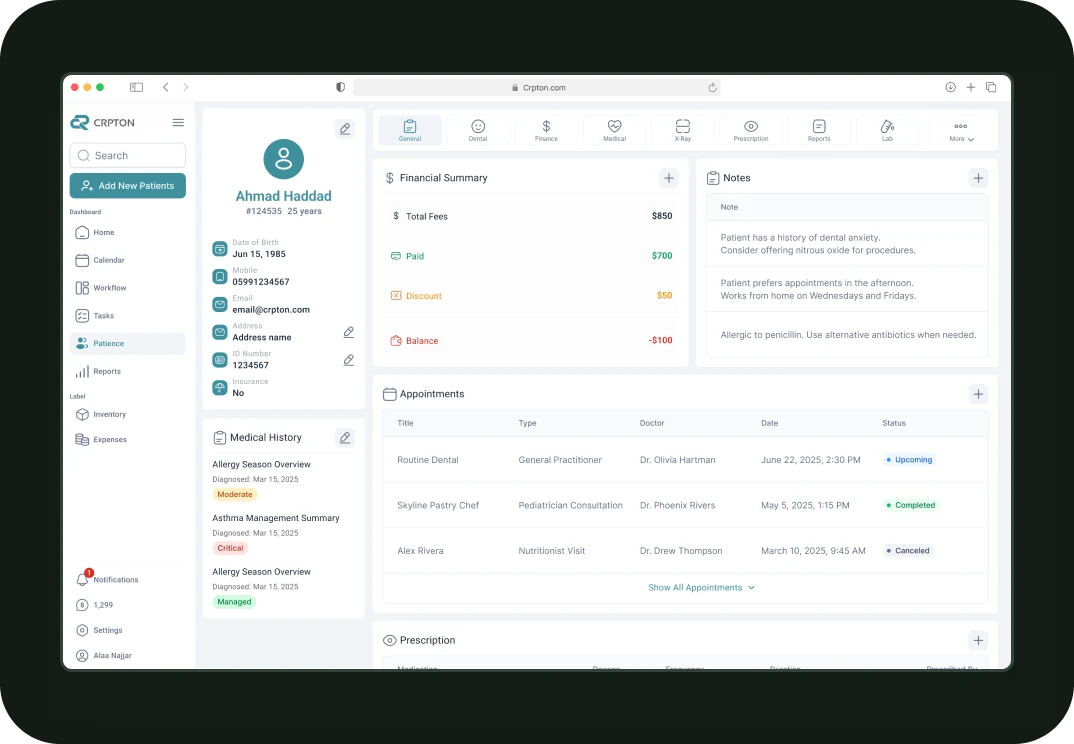 Crpton.com
CRPTON
Search
Add New Patients
Dashboard
Home
Calendar
Workflow
Tasks
Patience
Reports
Label
Inventory
Expenses
1
Notifications
1,299
Settings
Alaa Najjar
Ahmad Haddad
#124535 25 years
Date of Birth
Jun 15, 1985
Mobile
05991234567
Email
email@crpton.com
Address
Address name
ID Number
1234567
Insurance
No
Medical History
Allergy Season Overview
Diagnosed: Mar 15, 2025
Moderate
Asthma Management Summary
Diagnosed: Mar 15, 2025
Critical
Allergy Season Overview
Diagnosed: Mar 15, 2025
Managed
General Dental Finance Medical X-Ray Prescription Reports Lab More
Financial Summary
$ Total Fees $850
Paid $700
Discount $50
Balance -$100
Notes
Note
Patient has a history of dental anxiety.
Consider offering nitrous oxide for procedures.
Patient prefers appointments in the afternoon.
Works from home on Wednesdays and Fridays.
Allergic to penicillin. Use alternative antibiotics when needed.
Appointments
Title Type Doctor Date Status
Routine Dental General Practitioner Dr. Olivia Hartman June 22, 2025, 2:30 PM Upcoming
Skyline Pastry Chef Pediatrician Consultation Dr. Phoenix Rivers May 5, 2025, 1:15 PM Completed
Alex Rivera Nutritionist Visit Dr. Drew Thompson March 10, 2025, 9:45 AM Canceled
Show All Appointments
Prescription
Medication Dosage Frequency Duration Prescribed By